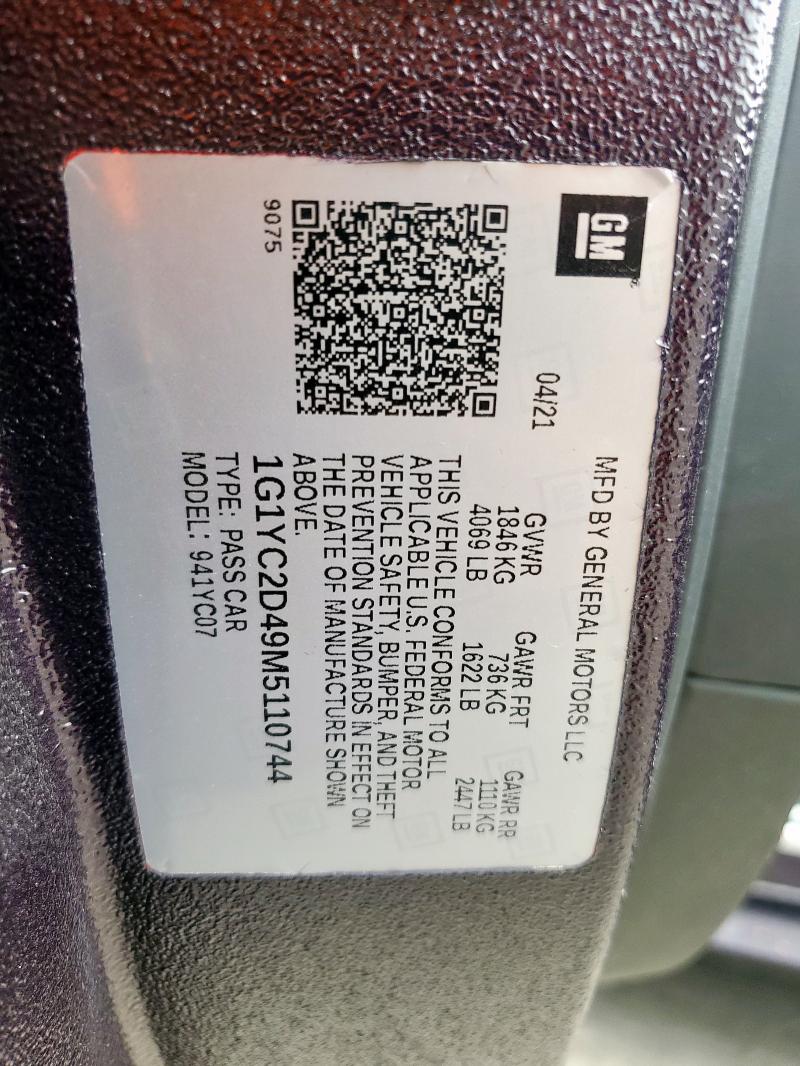 GM
MFD BY GENERAL MOTORS LLC
04/21
GVWR GAWR FRT GAWR RR
1846 KG 736 KG 1110 KG
4069 LB 1622 LB 2447 LB
THIS VEHICLE CONFORMS TO ALL
APPLICABLE U.S. FEDERAL MOTOR
VEHICLE SAFETY, BUMPER, AND THEFT
PREVENTION STANDARDS IN EFFECT ON
THE DATE OF MANUFACTURE SHOWN
ABOVE.
1G1YC2D49M5110744
TYPE: PASS CAR
MODEL: 941YC07
9075